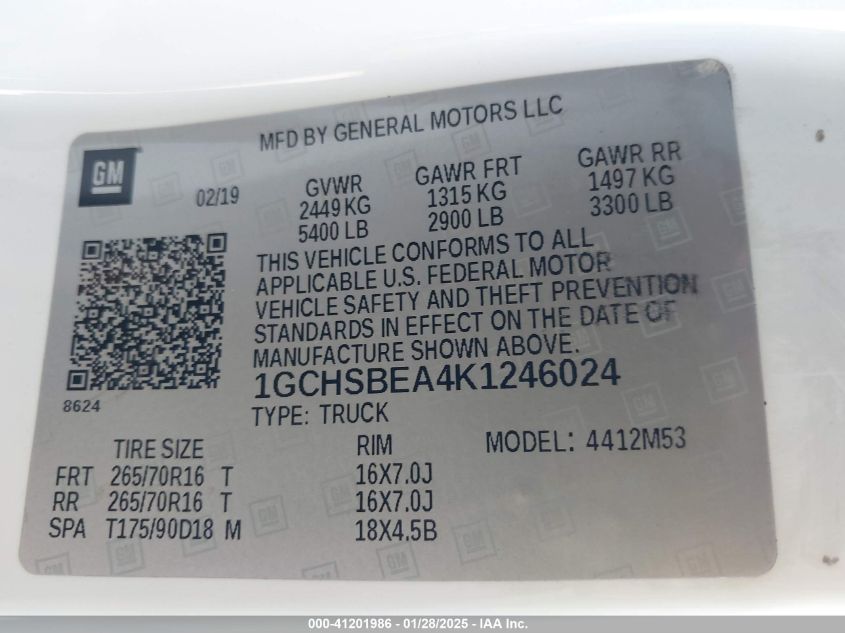 MFD BY GENERAL MOTORS LLC
GM
02/19
GVWR
2449 KG
5400 LB
GAWR FRT
1315 KG
2900 LB
GAWR RR
1497 KG
3300 LB
THIS VEHICLE CONFORMS TO ALL
APPLICABLE U.S. FEDERAL MOTOR
VEHICLE SAFETY AND THEFT PREVENTION
STANDARDS IN EFFECT ON THE DATE OF
MANUFACTURE SHOWN ABOVE.
1GCHSBEA4K1246024
8624
TYPE: TRUCK
MODEL: 4412M53
TIRE SIZE RIM
FRT 265/70R16 T 16X7.0J
RR 265/70R16 T 16X7.0J
SPA T175/90D18 M 18X4.5B
000-41201986 - 01/28/2025 - IAA Inc.